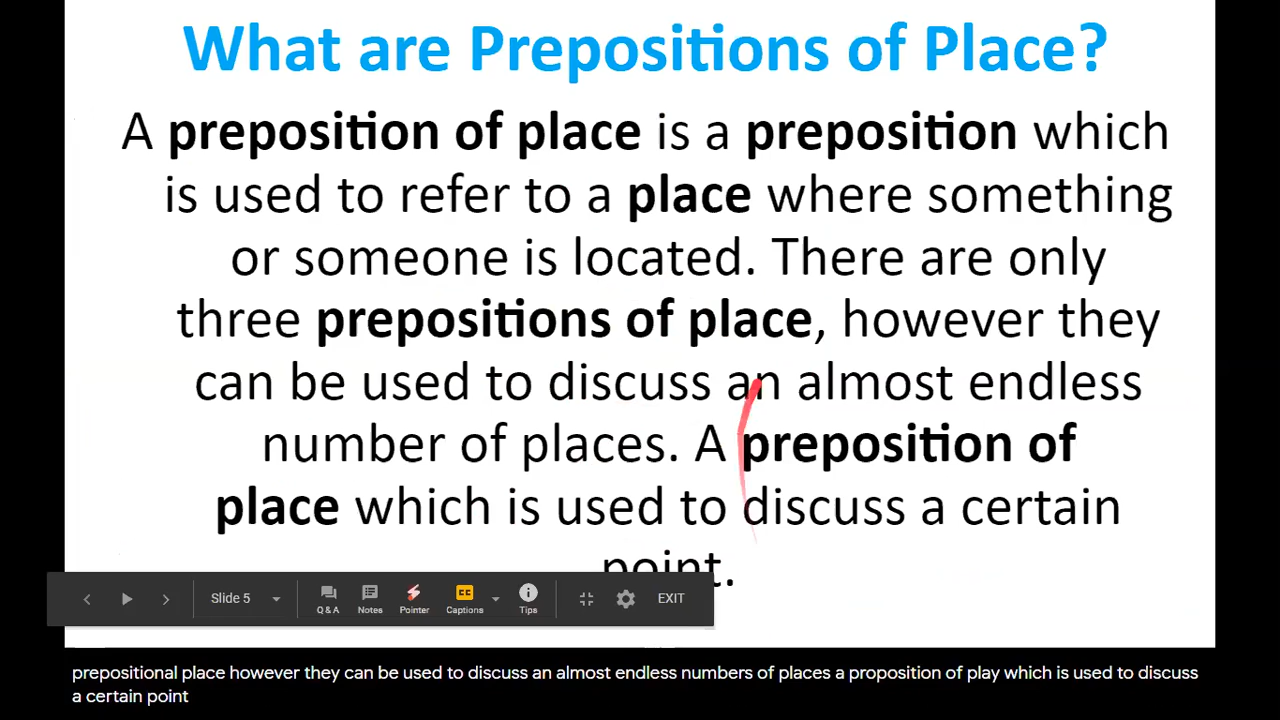 What are Prepositions of Place?
A preposition of place is a preposition which
is used to refer to a place where something
or someone is located. There are only
three prepositions of place, however they
can be used to discuss an almost endless
number of places. A preposition of
place which is used to discuss a certain
point.
Slide 5
Q & A
Notes
Pointer
CC
Captions
Tips
EXIT
prepositional place however they can be used to discuss an almost endless numbers of places a proposition of play which is used to discuss
a certain point